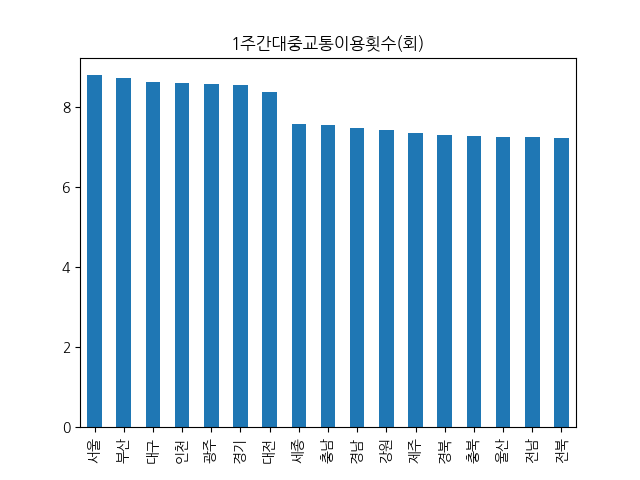 1주간대중교통이용횟수(회)
8
6
4
2
0
서울
부산
대구
인천
광주
경기
대전
세종
충남
경남
강원
제주
경북
충북
울산
전남
전북